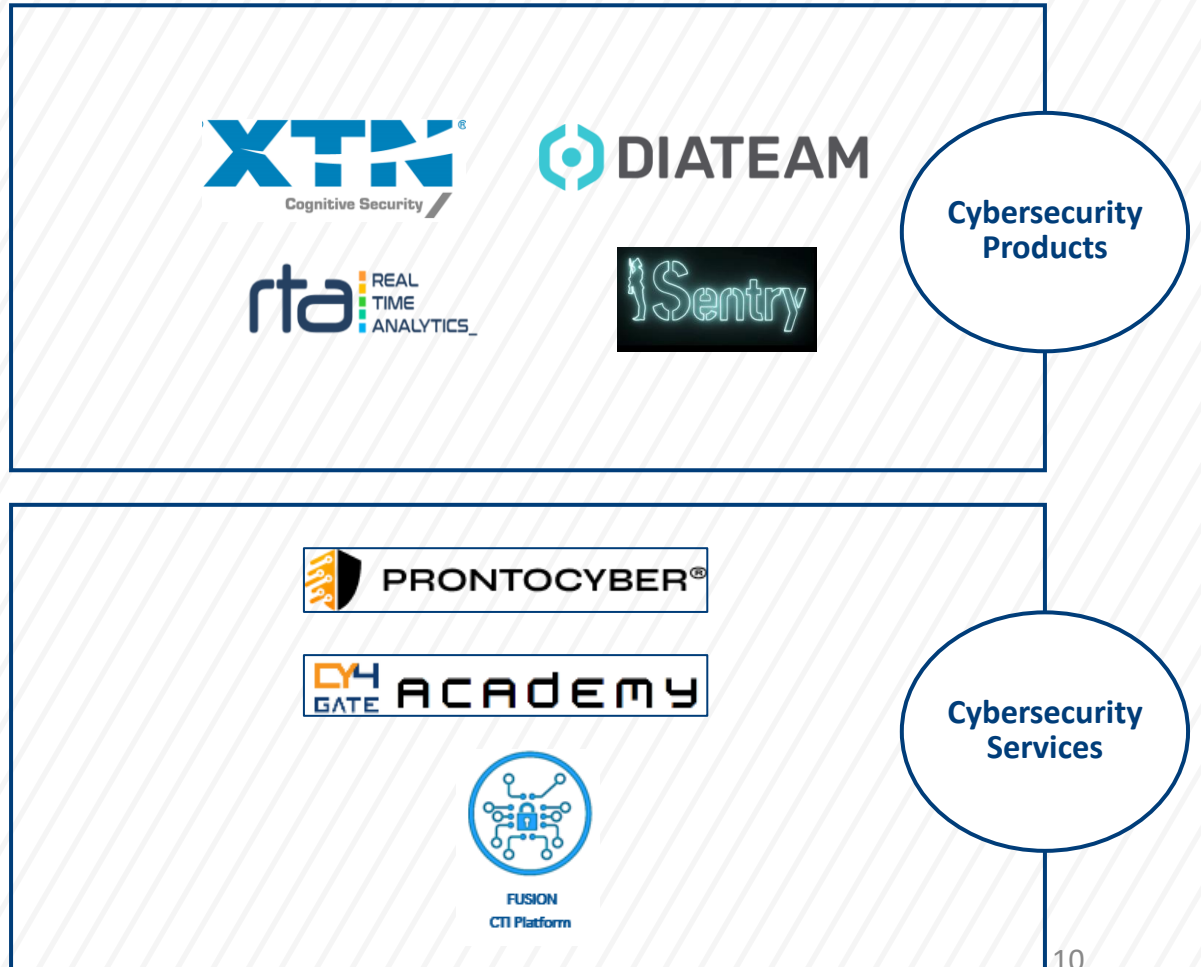 XTN®
Cognitive Security
DIATEAM
rta REAL
TIME
ANALYTICS_
Sentry
Cybersecurity
Products
PRONTOCYBER®
CY4
GATE ACADEMY
FUSION
CTI Platform
Cybersecurity
Services
10